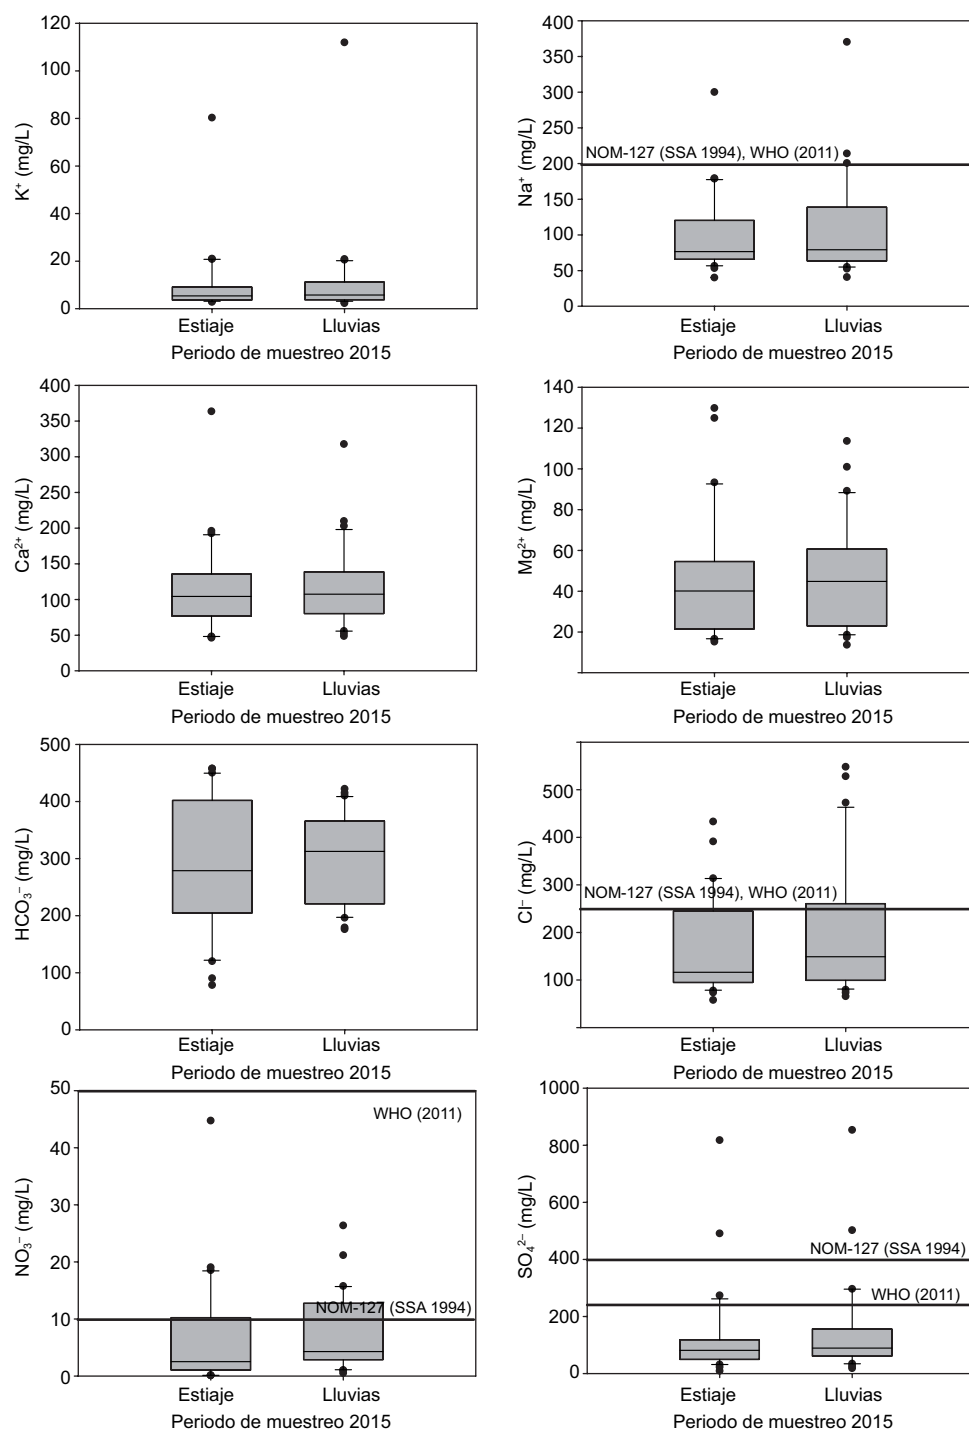 120
100
80
60
40
20
0
K⁺ (mg/L)
Estiaje
Lluvias
Periodo de muestreo 2015
400
350
300
250
200
150
100
50
0
Na⁺ (mg/L)
NOM-127 (SSA 1994), WHO (2011)
Estiaje
Lluvias
Periodo de muestreo 2015
400
350
300
250
200
150
100
50
0
Ca²⁺ (mg/L)
Estiaje
Lluvias
Periodo de muestreo 2015
140
120
100
80
60
40
20
Mg²⁺ (mg/L)
Estiaje
Lluvias
Periodo de muestreo 2015
500
400
300
200
100
0
HCO₃⁻ (mg/L)
Estiaje
Lluvias
Periodo de muestreo 2015
500
400
300
200
100
Cl⁻ (mg/L)
NOM-127 (SSA 1994), WHO (2011)
Estiaje
Lluvias
Periodo de muestreo 2015
50
40
30
20
10
0
NO₃⁻ (mg/L)
WHO (2011)
NOM-127 (SSA 1994)
Estiaje
Lluvias
Periodo de muestreo 2015
1000
800
600
400
200
0
SO₄²⁻ (mg/L)
NOM-127 (SSA 1994)
WHO (2011)
Estiaje
Lluvias
Periodo de muestreo 2015